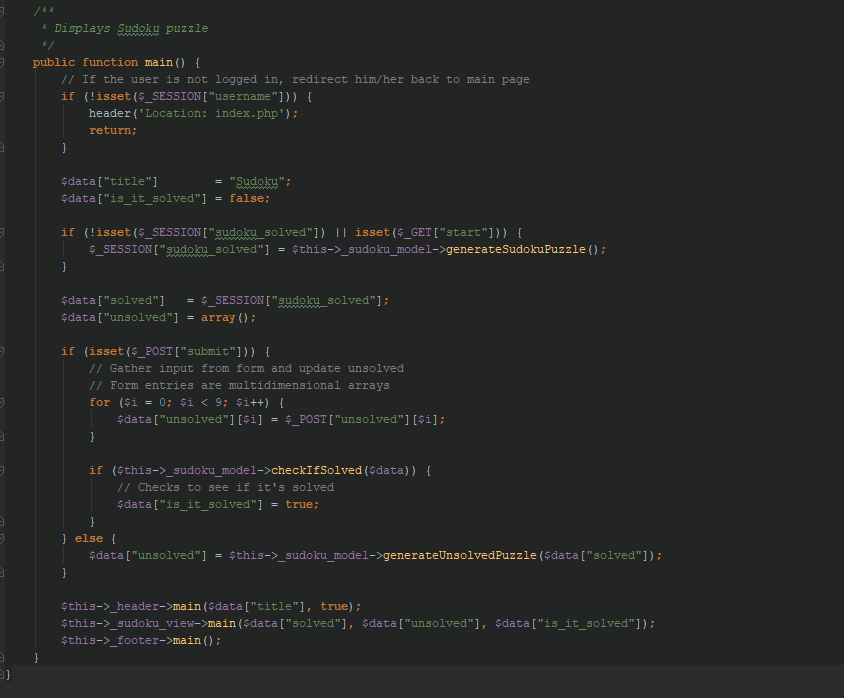 /**
 * Displays Sudoku puzzle
 */
public function main() {
    // If the user is not logged in, redirect him/her back to main page
    if (!isset($_SESSION["username"])) {
        header('Location: index.php');
        return;
    }

    $data["title"]        = "Sudoku";
    $data["is_it_solved"] = false;

    if (!isset($_SESSION["sudoku_solved"]) || isset($_GET["start"])) {
        $_SESSION["sudoku_solved"] = $this->_sudoku_model->generateSudokuPuzzle();
    }

    $data["solved"]   = $_SESSION["sudoku_solved"];
    $data["unsolved"] = array();

    if (isset($_POST["submit"])) {
        // Gather input from form and update unsolved
        // Form entries are multidimensional arrays
        for ($i = 0; $i < 9; $i++) {
            $data["unsolved"][$i] = $_POST["unsolved"][$i];
        }

        if ($this->_sudoku_model->checkIfSolved($data)) {
            // Checks to see if it's solved
            $data["is_it_solved"] = true;
        }
    } else {
        $data["unsolved"] = $this->_sudoku_model->generateUnsolvedPuzzle($data["solved"]);
    }

    $this->_header->main($data["title"], true);
    $this->_sudoku_view->main($data["solved"], $data["unsolved"], $data["is_it_solved"]);
    $this->_footer->main();
}
}